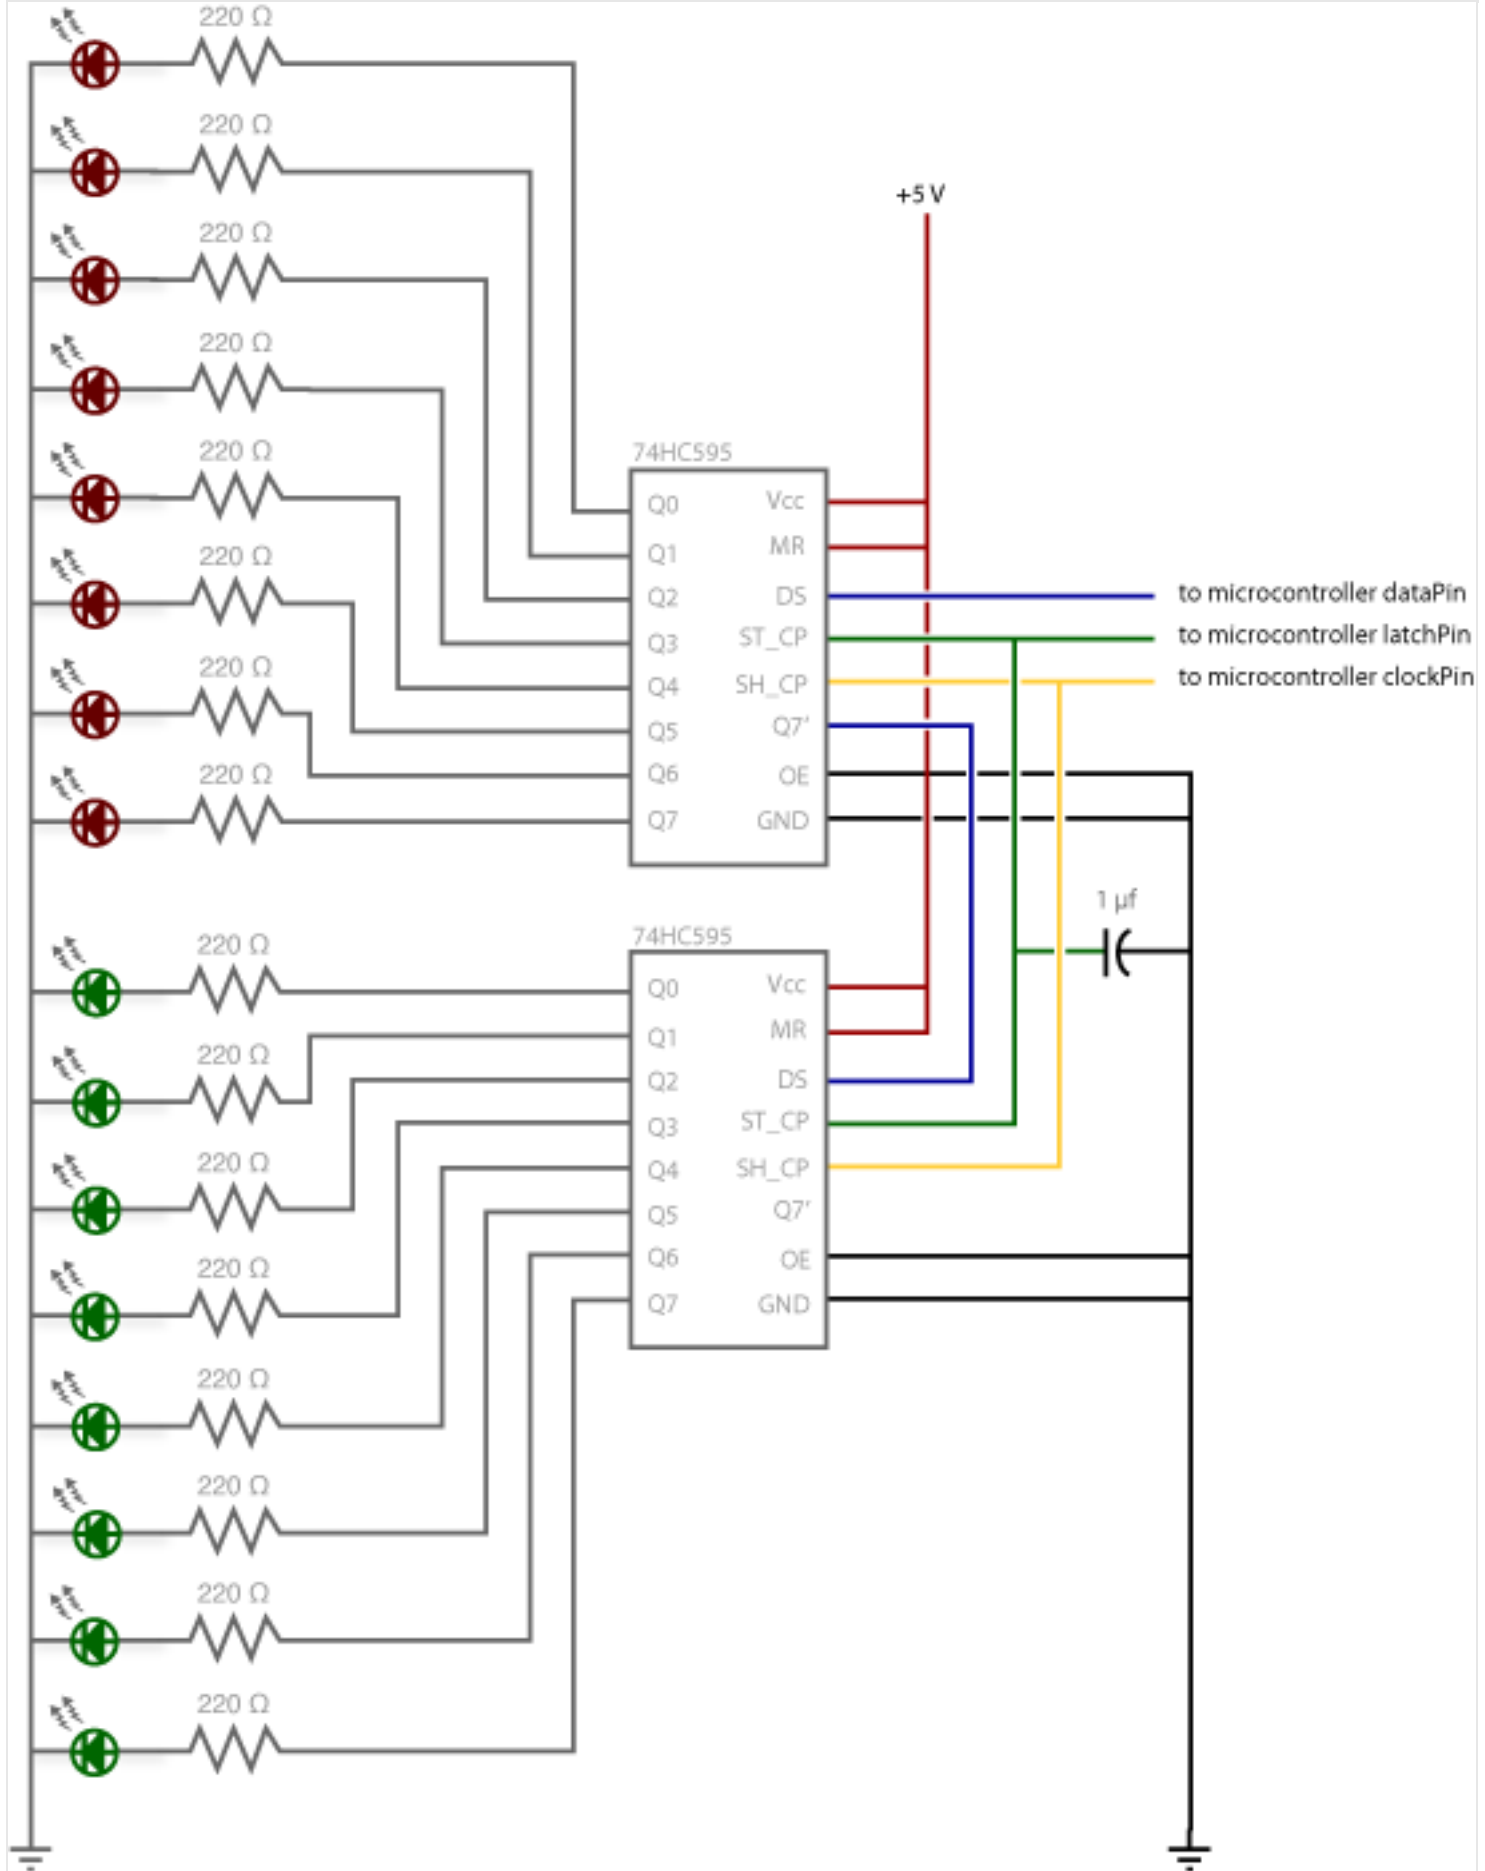 220 Ω
220 Ω
220 Ω
220 Ω
220 Ω
220 Ω
220 Ω
220 Ω
+5 V
74HC595
Q0 Vcc
Q1 MR
Q2 DS to microcontroller dataPin
Q3 ST_CP to microcontroller latchPin
Q4 SH_CP to microcontroller clockPin
Q5 Q7'
Q6 OE
Q7 GND
1 µf
74HC595
Q0 Vcc
Q1 MR
Q2 DS
Q3 ST_CP
Q4 SH_CP
Q5 Q7'
Q6 OE
Q7 GND
220 Ω
220 Ω
220 Ω
220 Ω
220 Ω
220 Ω
220 Ω
220 Ω